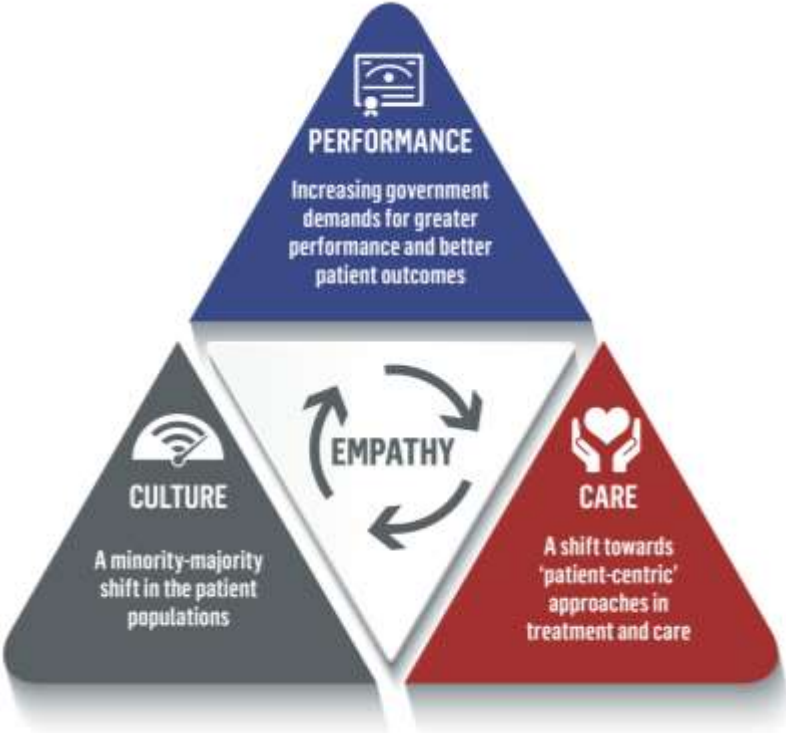 PERFORMANCE
Increasing government
demands for greater
performance and better
patient outcomes
EMPATHY
CULTURE
A minority-majority
shift in the patient
populations
CARE
A shift towards
‘patient-centric’
approaches in
treatment and care